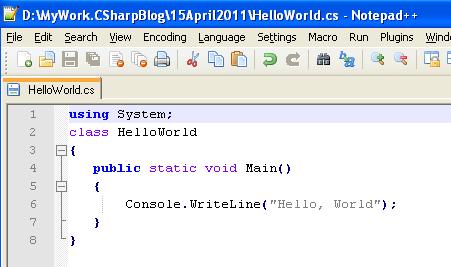 D:\MyWork.CSharpBlog\15April2011\HelloWorld.cs - Notepad++
File Edit Search View Encoding Language Settings Macro Run Plugins
HelloWorld.cs
1 using System;
2 class HelloWorld
3 {
4 public static void Main()
5 {
6 Console.WriteLine("Hello, World");
7 }
8 }